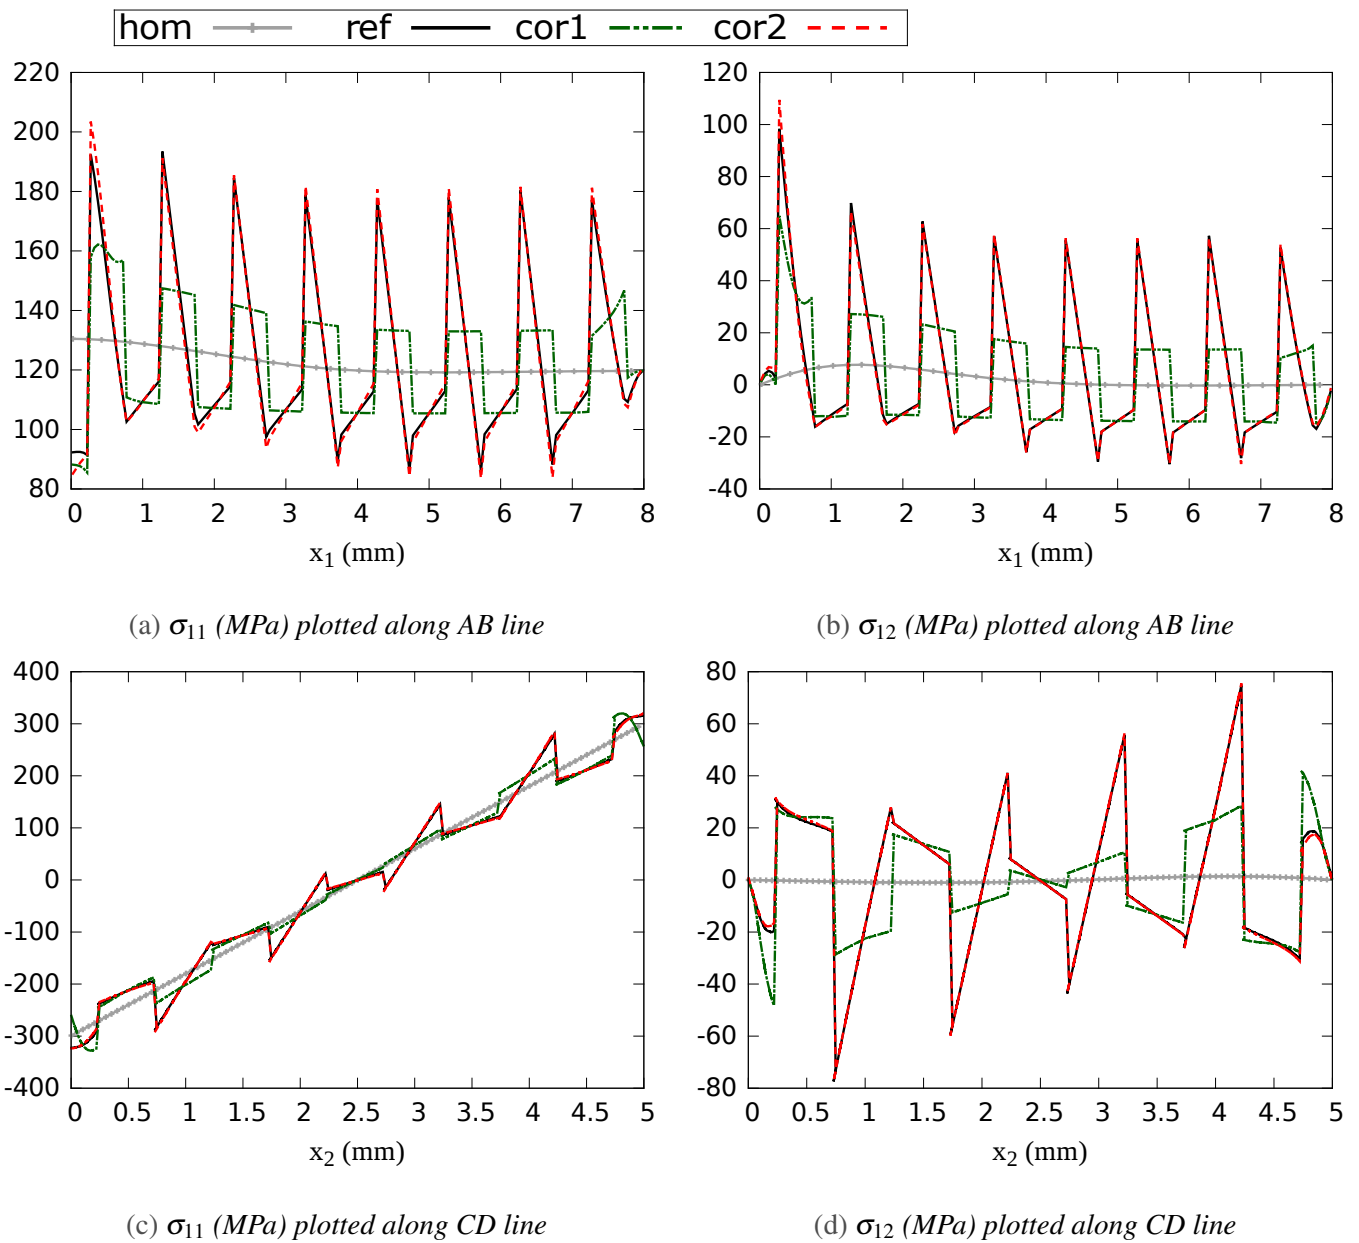 hom ref cor1 cor2
220
200
180
160
140
120
100
80
0 1 2 3 4 5 6 7 8
x1 (mm)
(a) σ11 (MPa) plotted along AB line
120
100
80
60
40
20
0
-20
-40
0 1 2 3 4 5 6 7 8
x1 (mm)
(b) σ12 (MPa) plotted along AB line
400
300
200
100
0
-100
-200
-300
-400
0 0.5 1 1.5 2 2.5 3 3.5 4 4.5 5
x2 (mm)
(c) σ11 (MPa) plotted along CD line
80
60
40
20
0
-20
-40
-60
-80
0 0.5 1 1.5 2 2.5 3 3.5 4 4.5 5
x2 (mm)
(d) σ12 (MPa) plotted along CD line